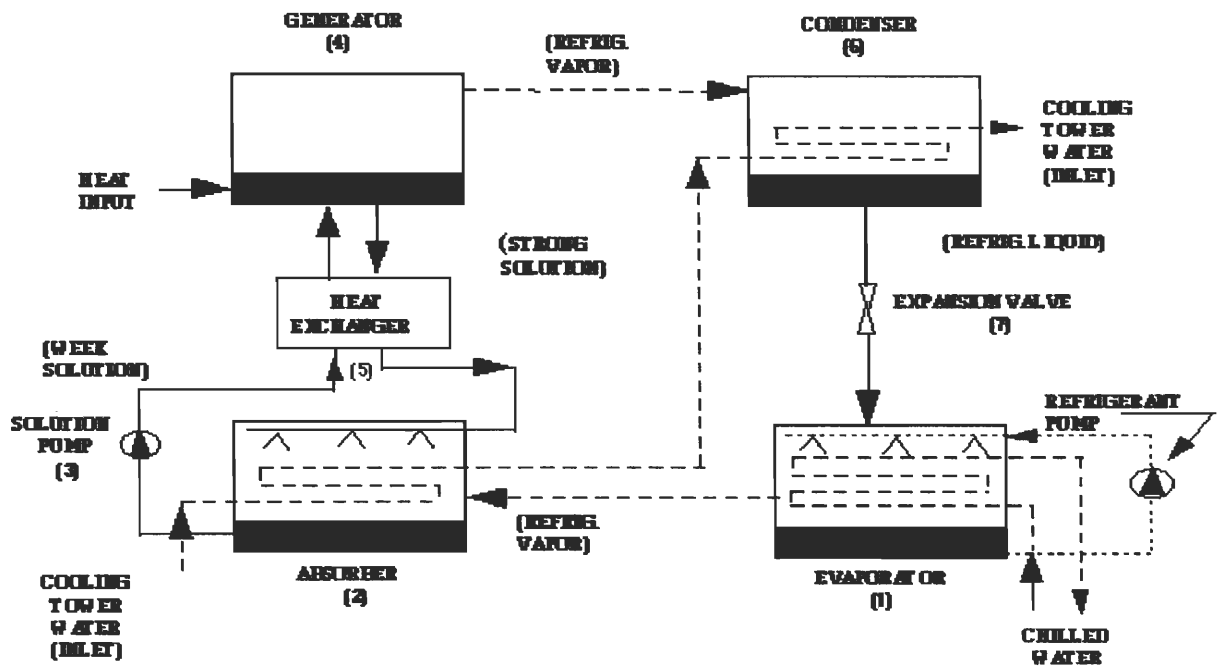 GENERATOR
(4)
CONDENSER
(6)
(REFRIG.
VAPOR)
COOLING
TOWER
WATER
(INLET)
HEAT
INPUT
(STRONG
SOLUTION)
(REFRIG. LIQOID)
HEAT
EXCHANGER
(5)
EXPANSION VALVE
(7)
(WEEK
SOLUTION)
SOLUTION
PUMP
(3)
REFRIGERANT
PUMP
(REFRIG.
VAPOR)
ABSORBER
(2)
EVAPORATOR
(1)
COOLING
TOWER
WATER
(INLET)
CHILLED
WATER